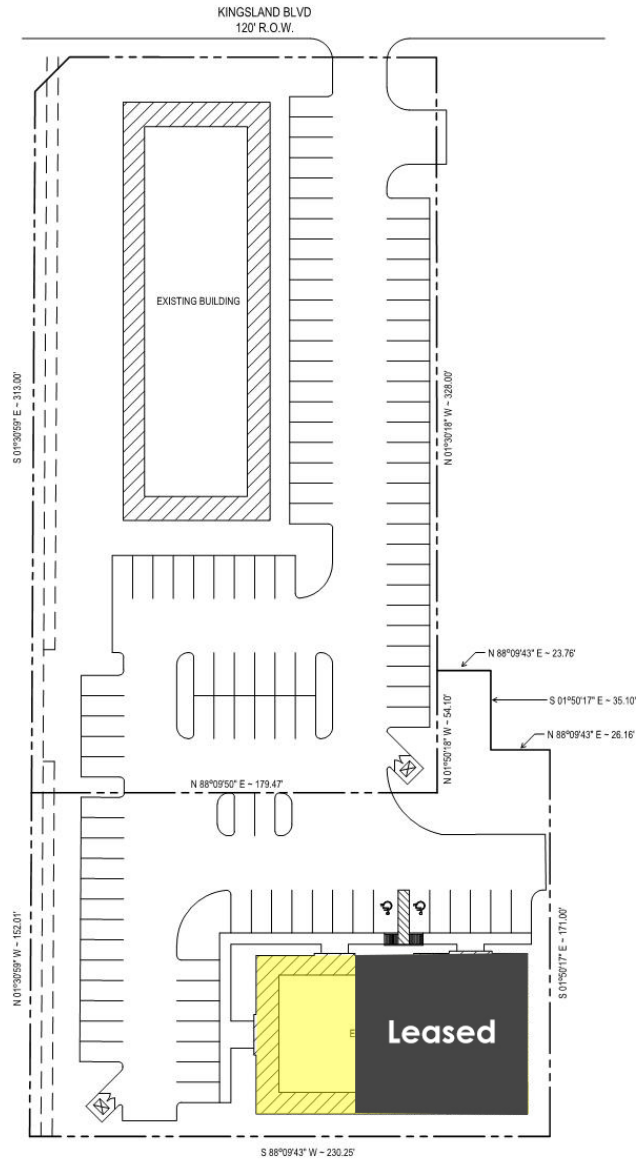 KINGSLAND BLVD
120' R.O.W.
EXISTING BUILDING
S 01°30'59" E ~ 313.00'
N 01°30'18" W ~ 328.00'
N 88°09'43" E ~ 23.76'
S 01°50'17" E ~ 35.10'
N 88°09'43" E ~ 26.16'
N 01°50'18" W ~ 54.10'
N 88°09'50" E ~ 179.47'
N 01°30'59" W ~ 152.01'
S 01°50'17" E ~ 171.00'
E
Leased
S 88°09'43" W ~ 230.25'